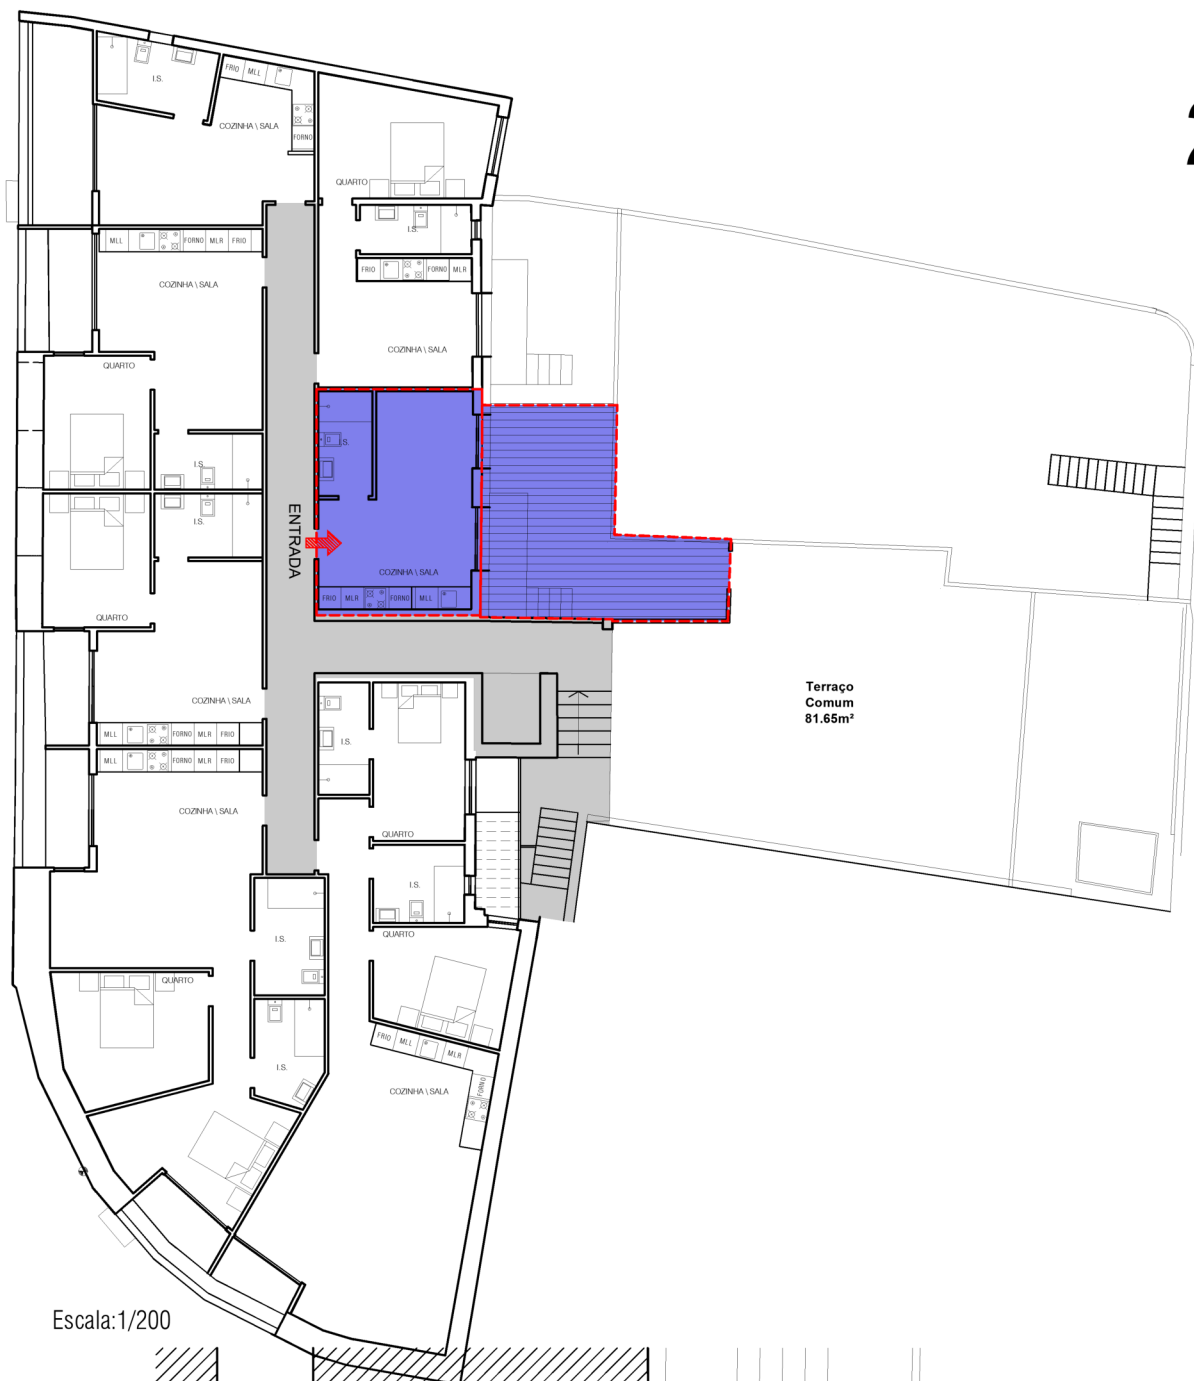 I.S.
FRIO MLL
COZINHA \ SALA
FORNO
2
QUARTO
I.S.
MLL FORNO MLR FRIO
FRIO FORNO MLR
COZINHA \ SALA
COZINHA \ SALA
QUARTO
I.S.
I.S.
I.S.
ENTRADA
COZINHA \ SALA
FRIO MLR FORNO MLL
QUARTO
COZINHA \ SALA
Terraço
Comum
81.65m²
MLL FORNO MLR FRIO
I.S.
MLL FORNO MLR FRIO
COZINHA \ SALA
QUARTO
I.S.
QUARTO
I.S.
QUARTO
FRIO MLL MLR
FORNO
I.S.
COZINHA \ SALA
Escala:1/200